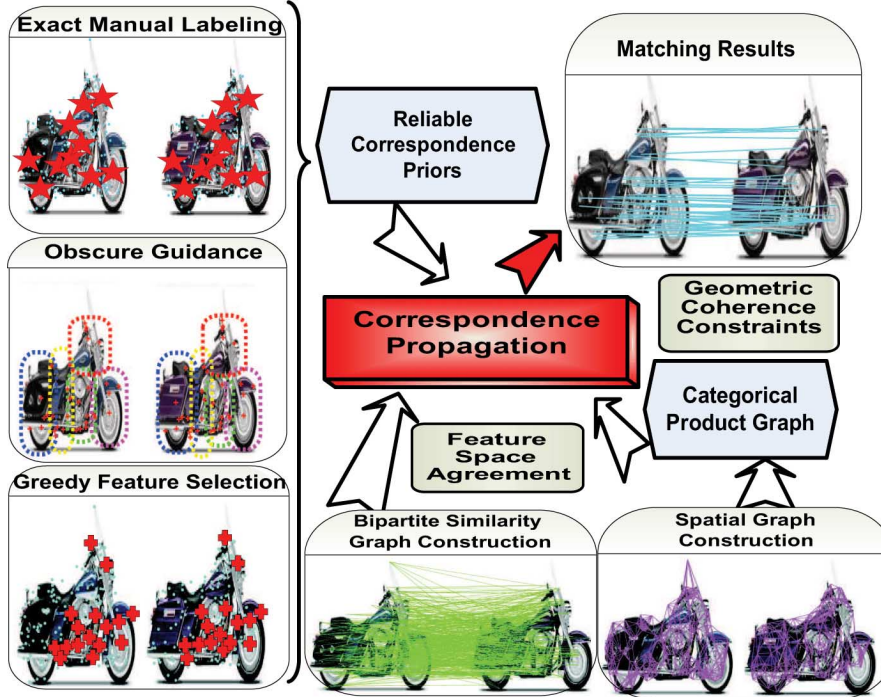 Exact Manual Labeling
Obscure Guidance
Greedy Feature Selection
Reliable
Correspondence
Priors
Matching Results
Correspondence
Propagation
Geometric
Coherence
Constraints
Categorical
Product Graph
Feature
Space
Agreement
Bipartite Similarity
Graph Construction
Spatial Graph
Construction